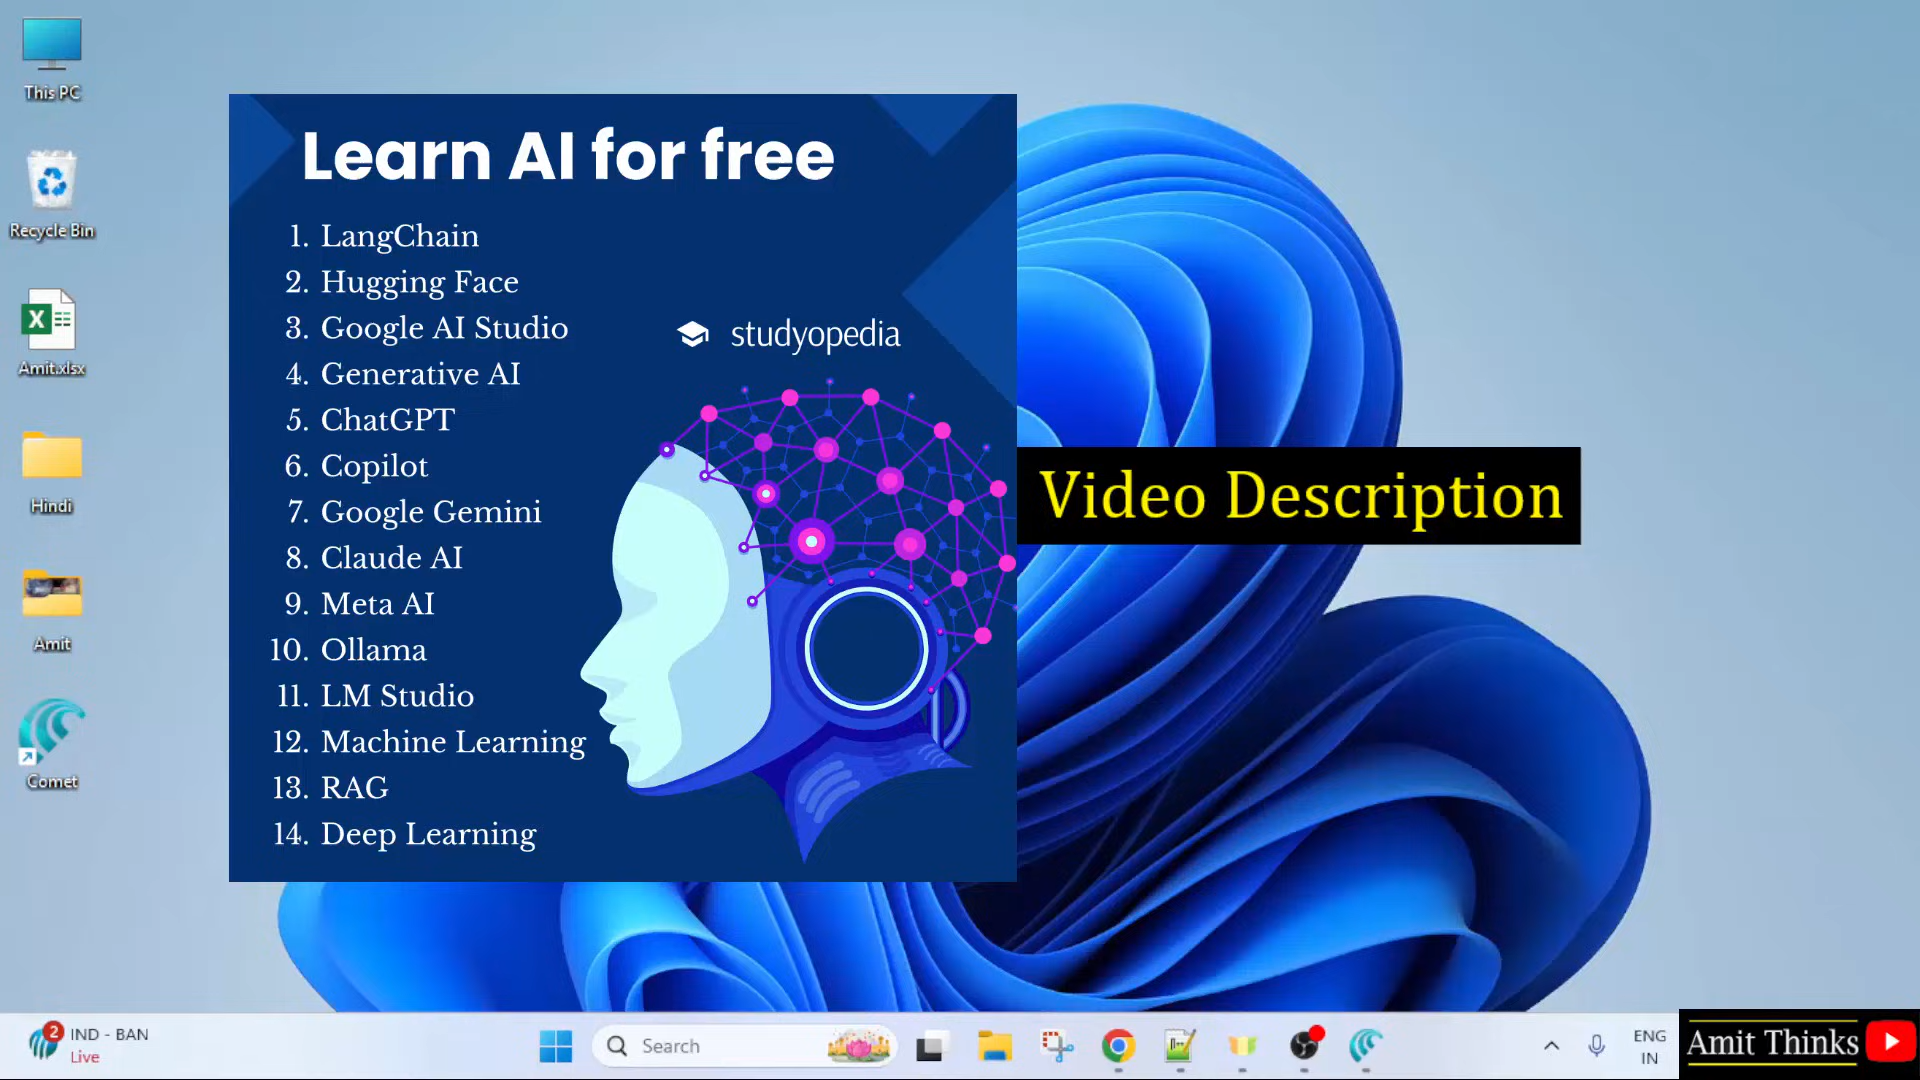 This PC
Recycle Bin
Amit.xlsx
Hindi
Amit
Comet
Learn AI for free
1. LangChain
2. Hugging Face
3. Google AI Studio
4. Generative AI
5. ChatGPT
6. Copilot
7. Google Gemini
8. Claude AI
9. Meta AI
10. Ollama
11. LM Studio
12. Machine Learning
13. RAG
14. Deep Learning
studyopedia
Video Description
2
IND - BAN
Live
Search
ENG
IN
Amit Thinks